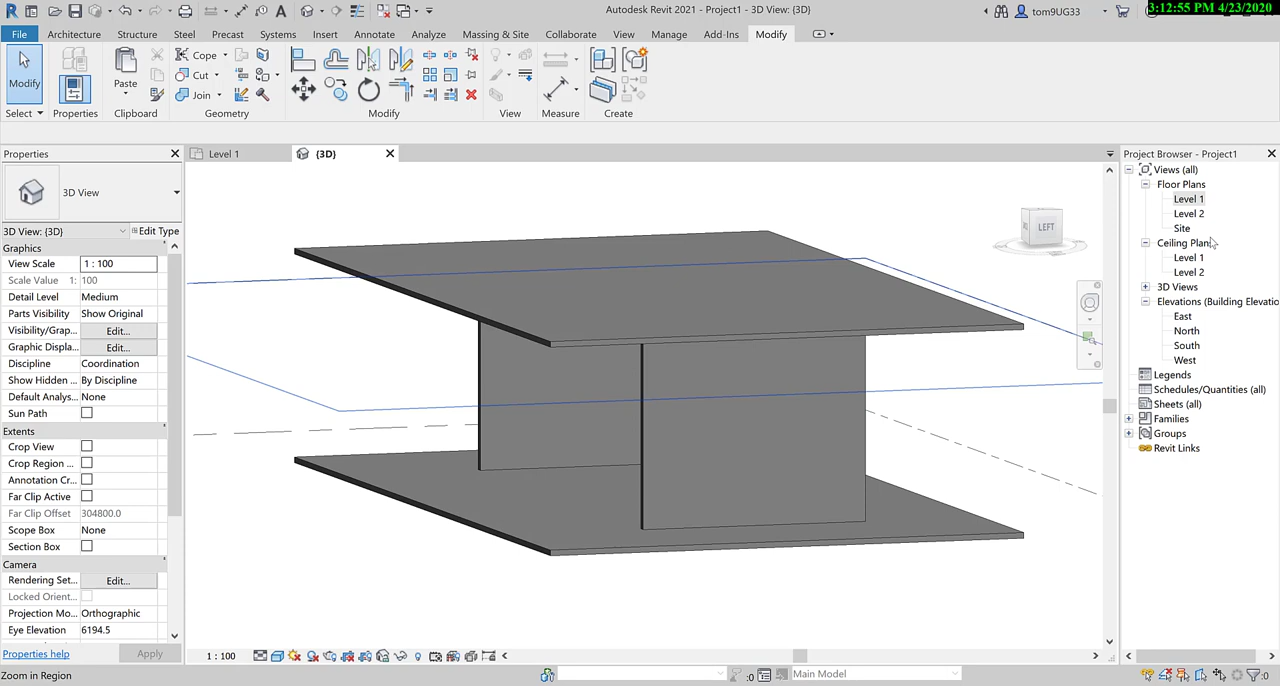 Autodesk Revit 2021 - Project1 - 3D View: {3D}
tom9UG33
3:12:55 PM 4/23/2020
File Architecture Structure Steel Precast Systems Insert Annotate Analyze Massing & Site Collaborate View Manage Add-Ins Modify
Modify
Paste
Cope
Cut
Join
Select Properties Clipboard Geometry Modify View Measure Create
Properties
Level 1
{3D}
Project Browser - Project1
3D View
3D View: {3D}
Edit Type
Graphics
View Scale 1 : 100
Scale Value 1: 100
Detail Level Medium
Parts Visibility Show Original
Visibility/Grap... Edit...
Graphic Displa... Edit...
Discipline Coordination
Show Hidden ... By Discipline
Default Analys... None
Sun Path
Extents
Crop View
Crop Region ...
Annotation Cr...
Far Clip Active
Far Clip Offset 304800.0
Scope Box None
Section Box
Camera
Rendering Set... Edit...
Locked Orient...
Projection Mo... Orthographic
Eye Elevation 6194.5
Properties help
Apply
LEFT
Views (all)
Floor Plans
Level 1
Level 2
Site
Ceiling Plans
Level 1
Level 2
3D Views
Elevations (Building Elevatio
East
North
South
West
Legends
Schedules/Quantities (all)
Sheets (all)
Families
Groups
Revit Links
1 : 100
Zoom in Region
:0
Main Model
:0